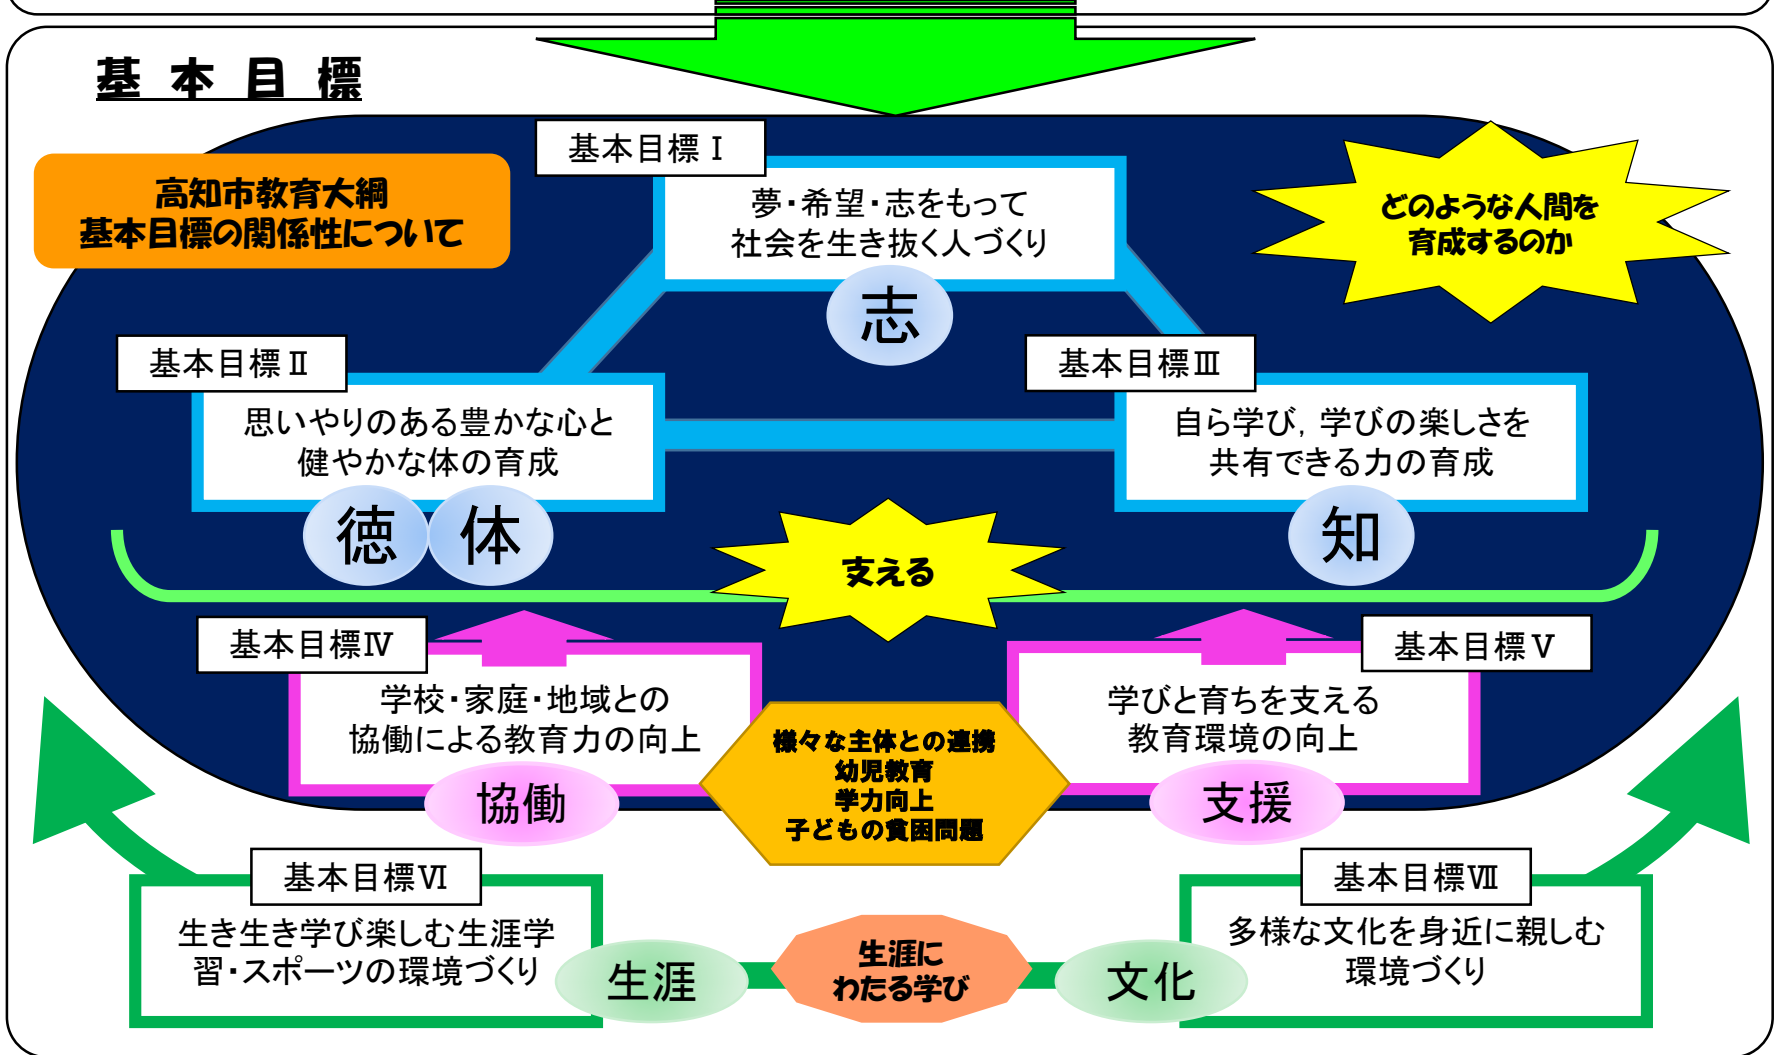 基本目標
高知市教育大綱
基本目標の関係性について
基本目標Ⅰ
夢・希望・志をもって
社会を生き抜く人づくり
志
どのような人間を
育成するのか
基本目標Ⅱ
思いやりのある豊かな心と
健やかな体の育成
徳
体
基本目標Ⅲ
自ら学び，学びの楽しさを
共有できる力の育成
知
支える
基本目標Ⅳ
学校・家庭・地域との
協働による教育力の向上
協働
様々な主体との連携
幼児教育
学力向上
子どもの貧困問題
基本目標Ⅴ
学びと育ちを支える
教育環境の向上
支援
基本目標Ⅵ
生き生き学び楽しむ生涯学
習・スポーツの環境づくり
生涯
生涯に
わたる学び
基本目標Ⅶ
多様な文化を身近に親しむ
環境づくり
文化